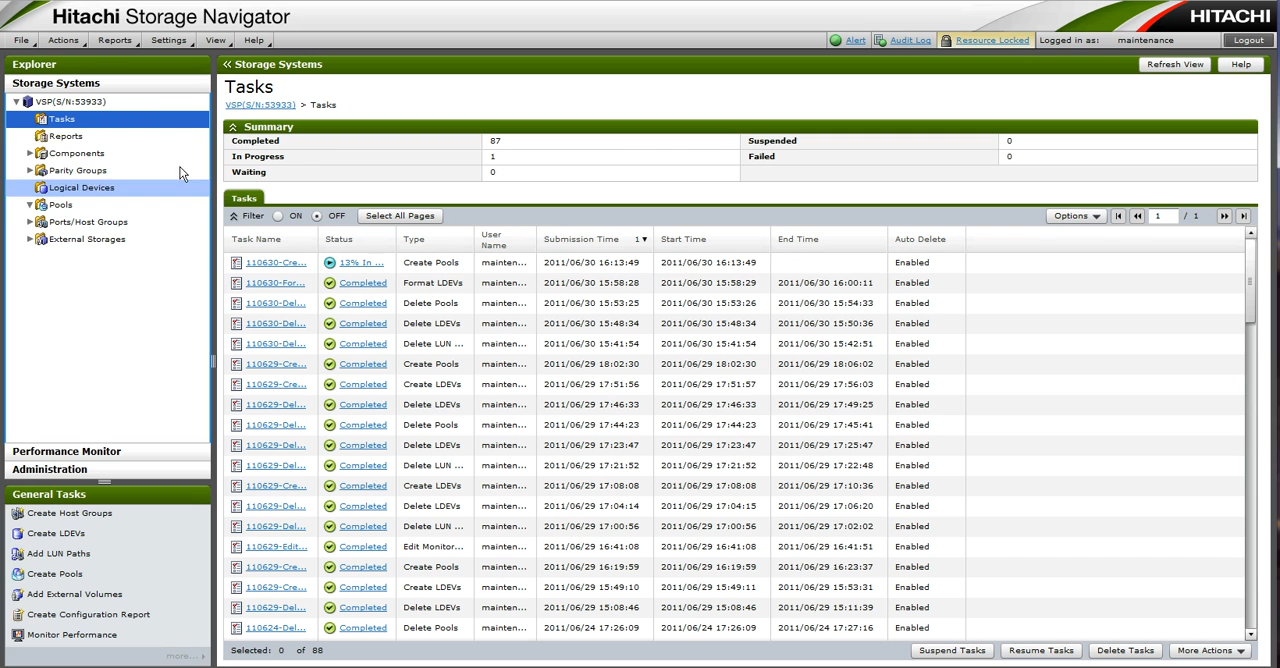 Hitachi Storage Navigator
HITACHI
File Actions Reports Settings View Help
Alert Audit Log Resource Locked Logged in as: maintenance Logout
Explorer
Storage Systems
VSP(S/N:53933)
Tasks
Reports
Components
Parity Groups
Logical Devices
Pools
Ports/Host Groups
External Storages
Performance Monitor
Administration
General Tasks
Create Host Groups
Create LDEVs
Add LUN Paths
Create Pools
Add External Volumes
Create Configuration Report
Monitor Performance
more...
Storage Systems Refresh View Help
Tasks
VSP(S/N:53933) > Tasks
Summary
Completed 87 Suspended 0
In Progress 1 Failed 0
Waiting 0
Tasks
Filter ON OFF Select All Pages Options 1 / 1
Task Name Status Type User Name Submission Time 1 Start Time End Time Auto Delete
110630-Cre... 13% In ... Create Pools mainten... 2011/06/30 16:13:49 2011/06/30 16:13:49 Enabled
110630-For... Completed Format LDEVs mainten... 2011/06/30 15:58:28 2011/06/30 15:58:29 2011/06/30 16:00:11 Enabled
110630-Del... Completed Delete Pools mainten... 2011/06/30 15:53:25 2011/06/30 15:53:26 2011/06/30 15:54:33 Enabled
110630-Del... Completed Delete LDEVs mainten... 2011/06/30 15:48:34 2011/06/30 15:48:34 2011/06/30 15:50:36 Enabled
110630-Del... Completed Delete LUN ... mainten... 2011/06/30 15:41:54 2011/06/30 15:41:54 2011/06/30 15:42:51 Enabled
110629-Cre... Completed Create Pools mainten... 2011/06/29 18:02:30 2011/06/29 18:02:30 2011/06/29 18:06:02 Enabled
110629-Cre... Completed Create LDEVs mainten... 2011/06/29 17:51:56 2011/06/29 17:51:57 2011/06/29 17:56:03 Enabled
110629-Del... Completed Delete LDEVs mainten... 2011/06/29 17:46:33 2011/06/29 17:46:33 2011/06/29 17:49:25 Enabled
110629-Del... Completed Delete Pools mainten... 2011/06/29 17:44:23 2011/06/29 17:44:23 2011/06/29 17:45:41 Enabled
110629-Del... Completed Delete LDEVs mainten... 2011/06/29 17:23:47 2011/06/29 17:23:47 2011/06/29 17:25:47 Enabled
110629-Del... Completed Delete LUN ... mainten... 2011/06/29 17:21:52 2011/06/29 17:21:52 2011/06/29 17:22:48 Enabled
110629-Cre... Completed Create LDEVs mainten... 2011/06/29 17:08:08 2011/06/29 17:08:08 2011/06/29 17:10:36 Enabled
110629-Del... Completed Delete LDEVs mainten... 2011/06/29 17:04:14 2011/06/29 17:04:15 2011/06/29 17:06:20 Enabled
110629-Del... Completed Delete LUN ... mainten... 2011/06/29 17:00:56 2011/06/29 17:00:56 2011/06/29 17:02:02 Enabled
110629-Edit... Completed Edit Monitor... mainten... 2011/06/29 16:41:08 2011/06/29 16:41:08 2011/06/29 16:41:51 Enabled
110629-Cre... Completed Create Pools mainten... 2011/06/29 16:19:59 2011/06/29 16:19:59 2011/06/29 16:23:37 Enabled
110629-Cre... Completed Create LDEVs mainten... 2011/06/29 15:49:10 2011/06/29 15:49:11 2011/06/29 15:53:31 Enabled
110629-Del... Completed Delete LDEVs mainten... 2011/06/29 15:08:46 2011/06/29 15:08:46 2011/06/29 15:11:39 Enabled
110624-Del... Completed Delete Pools mainten... 2011/06/24 17:26:09 2011/06/24 17:26:09 2011/06/24 17:27:16 Enabled
Selected: 0 of 88 Suspend Tasks Resume Tasks Delete Tasks More Actions